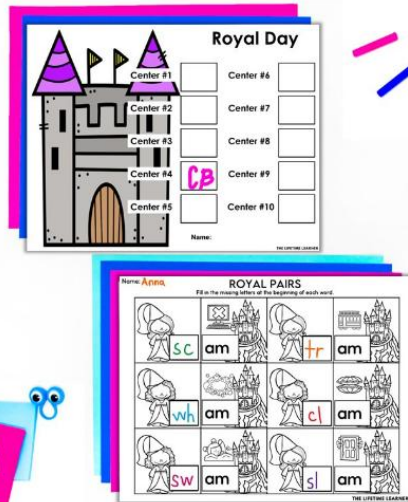 Royal Day
Center #1
Center #6
Center #2
Center #7
Center #3
Center #8
Center #4
CB
Center #9
Center #5
Center #10
Name:
THE LIFETIME LEARNER
Name: Anna
ROYAL PAIRS
Fill in the missing letters at the beginning of each word.
sc am
tr am
wh am
cl am
sw am
sl am
THE LIFETIME LEARNER